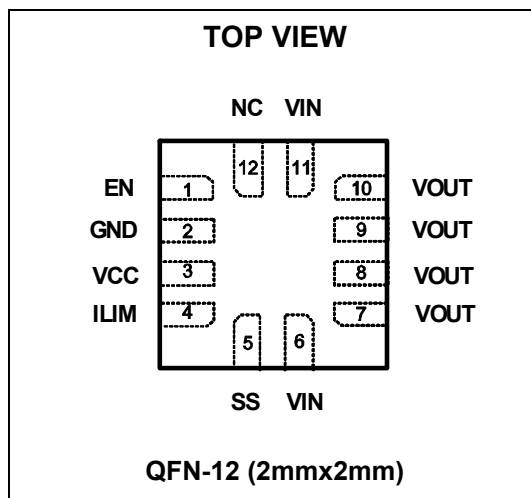 TOP VIEW
NC VIN
12 11
EN 1 10 VOUT
GND 2 9 VOUT
VCC 3 8 VOUT
ILIM 4 7 VOUT
5 6
SS VIN
QFN-12 (2mmx2mm)